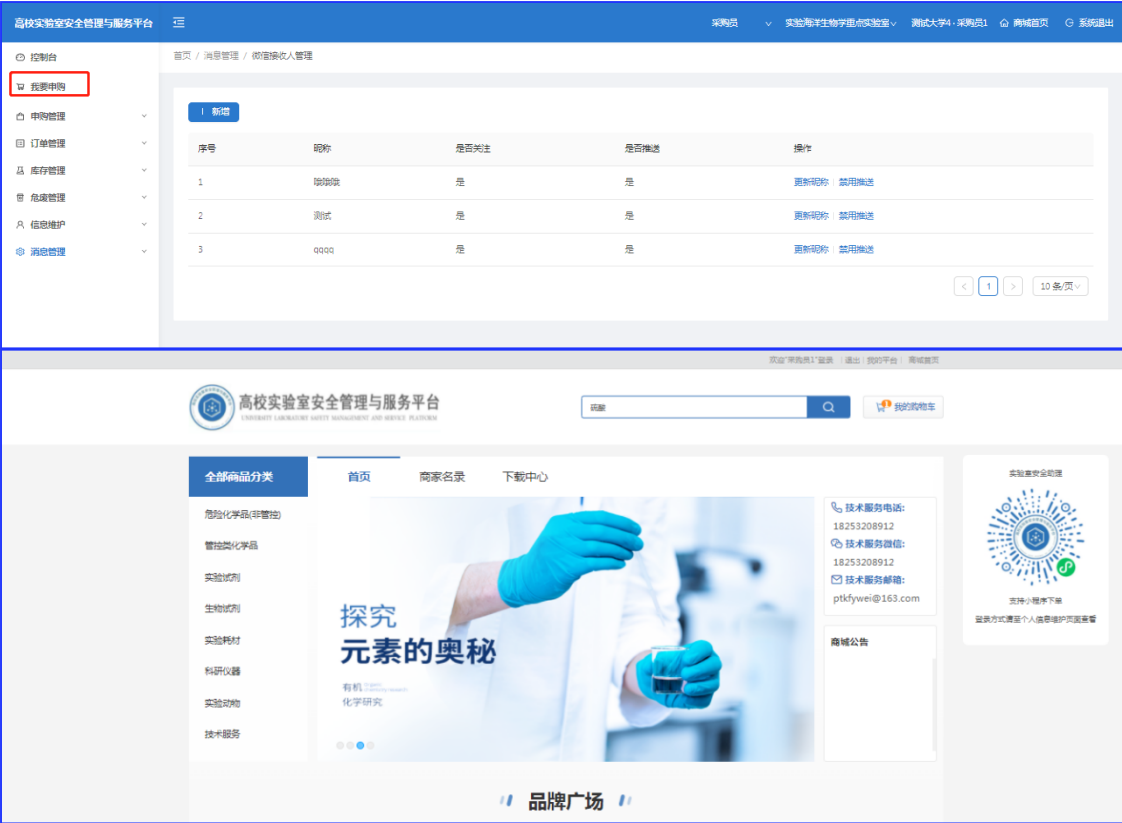 高校实验室安全管理与服务平台
采购员 实验海洋生物学重点实验室 测试大学4 - 采购员1 商城首页 系统退出
控制台
我要申购
申购管理
订单管理
库存管理
危废管理
信息维护
消息管理
首页 / 消息管理 / 微信接收人管理
新增
序号 昵称 是否关注 是否推送 操作
1 哦哦哦 是 是 更新昵称 禁用推送
2 测试 是 是 更新昵称 禁用推送
3 qqqq 是 是 更新昵称 禁用推送
< 1 > 10 条/页
欢迎"采购员1"登录 | 退出 | 我的平台 | 商城首页
高校实验室安全管理与服务平台
UNIVERSITY LABORATORY SAFETY MANAGEMENT AND SERVICE PLATFORM
硫酸
1 我的购物车
全部商品分类 首页 商家名录 下载中心
危险化学品(非管控)
管控类化学品
实验试剂
生物试剂
实验耗材
科研仪器
实验动物
技术服务
探究
元素的奥秘
有机
化学研究
技术服务电话:
18253208912
技术服务微信:
18253208912
技术服务邮箱:
ptkfywei@163.com
商城公告
实验室安全助理
支持小程序下单
登录方式请至个人信息维护页面查看
品牌广场